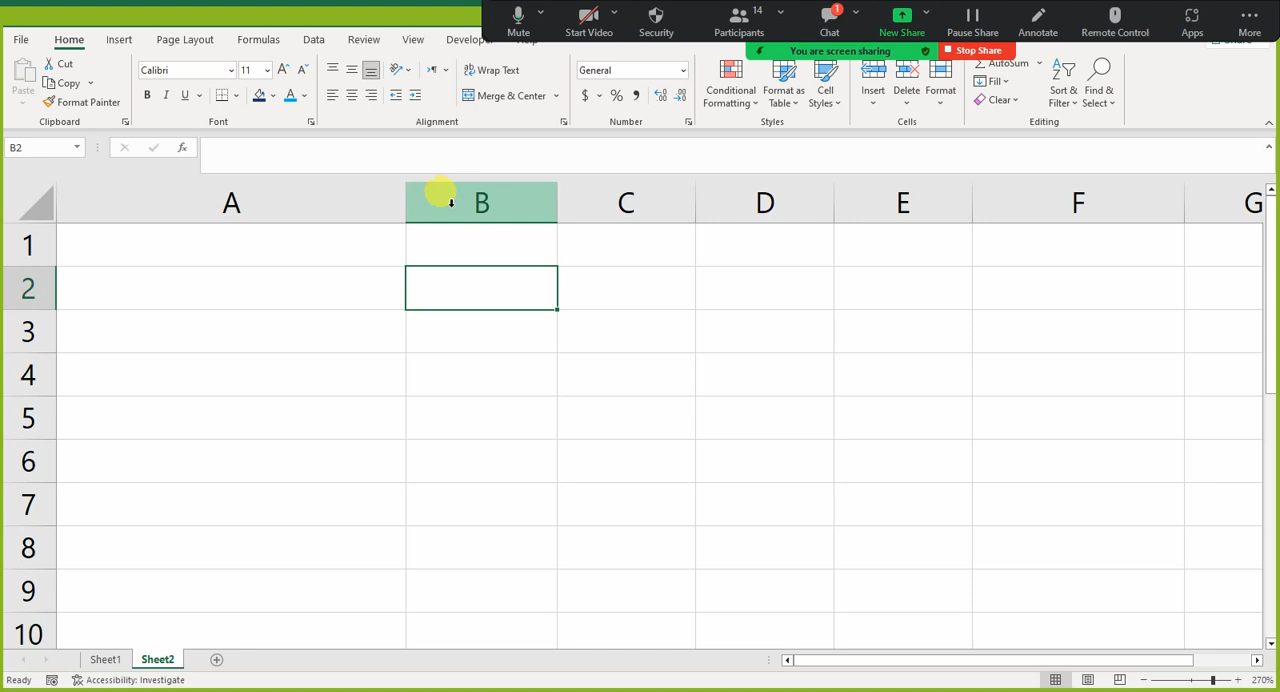 14
1
Mute
Start Video
Security
Participants
Chat
New Share
Pause Share
Annotate
Remote Control
Apps
More
You are screen sharing
Stop Share
File
Home
Insert
Page Layout
Formulas
Data
Review
View
Paste
Cut
Copy
Format Painter
Clipboard
Calibri
11
B I U
A
Font
Wrap Text
Merge & Center
Alignment
General
$ % ,
Number
Conditional
Formatting
Format as
Table
Cell
Styles
Styles
Insert
Delete
Format
Cells
AutoSum
Fill
Clear
Sort &
Filter
Find &
Select
Editing
B2
fx
A B C D E F G
1
2
3
4
5
6
7
8
9
10
Sheet1
Sheet2
Ready
Accessibility: Investigate
270%